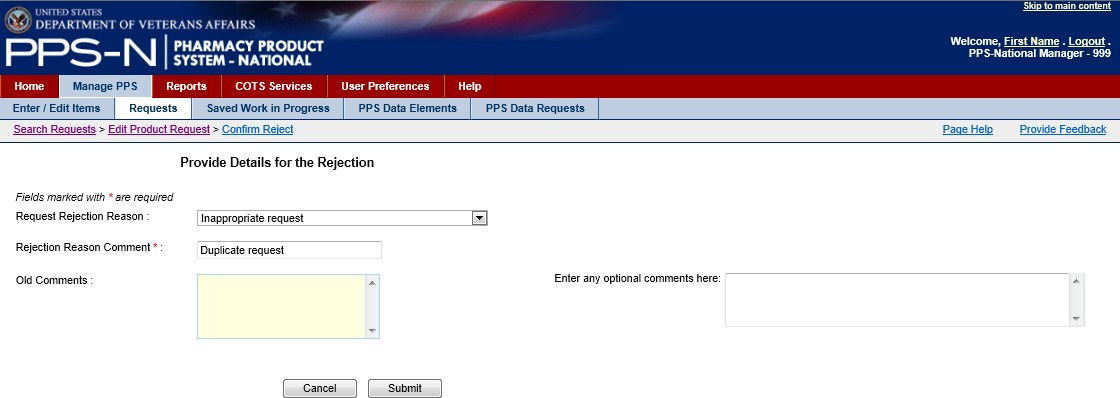 Skip to main content
UNITED STATES
DEPARTMENT OF VETERANS AFFAIRS
PPS-N | PHARMACY PRODUCT
SYSTEM - NATIONAL
Welcome, First Name . Logout .
PPS-National Manager - 999
Home Manage PPS Reports COTS Services User Preferences Help
Enter / Edit Items Requests Saved Work in Progress PPS Data Elements PPS Data Requests
Search Requests > Edit Product Request > Confirm Reject Page Help Provide Feedback
Provide Details for the Rejection
Fields marked with * are required
Request Rejection Reason : Inappropriate request
Rejection Reason Comment * : Duplicate request
Old Comments : Enter any optional comments here:
Cancel Submit